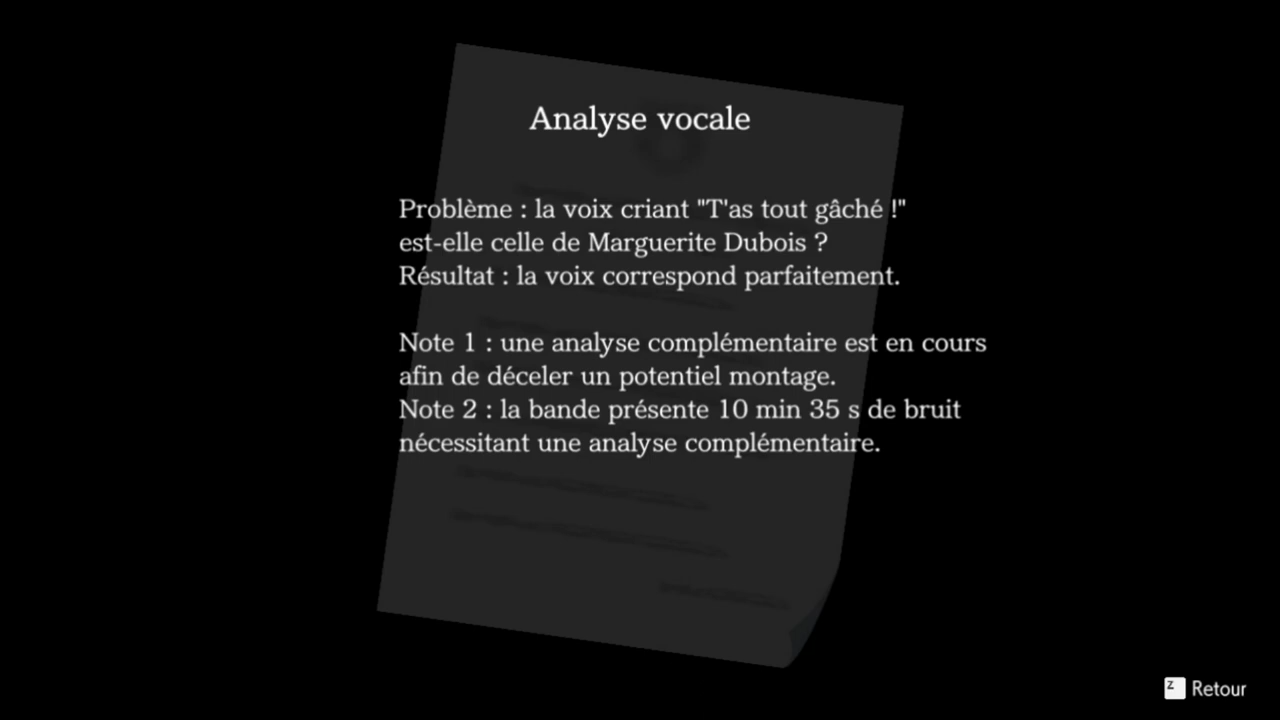 Analyse vocale
Problème : la voix criant "T'as tout gâché !"
est-elle celle de Marguerite Dubois ?
Résultat : la voix correspond parfaitement.
Note 1 : une analyse complémentaire est en cours
afin de déceler un potentiel montage.
Note 2 : la bande présente 10 min 35 s de bruit
nécessitant une analyse complémentaire.
Z Retour